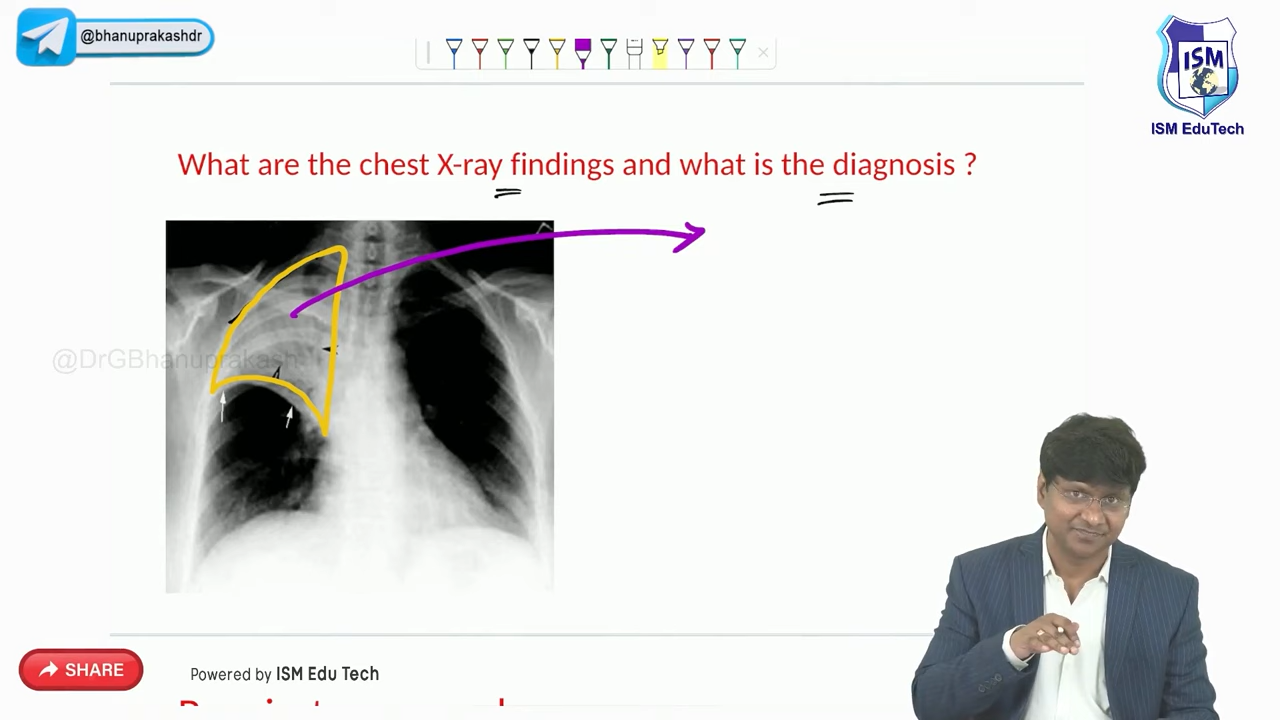 @bhanuprakashdr
ISM
ISM EduTech
What are the chest X-ray findings and what is the diagnosis ?
@DrGBhanuprakash
SHARE
Powered by ISM Edu Tech